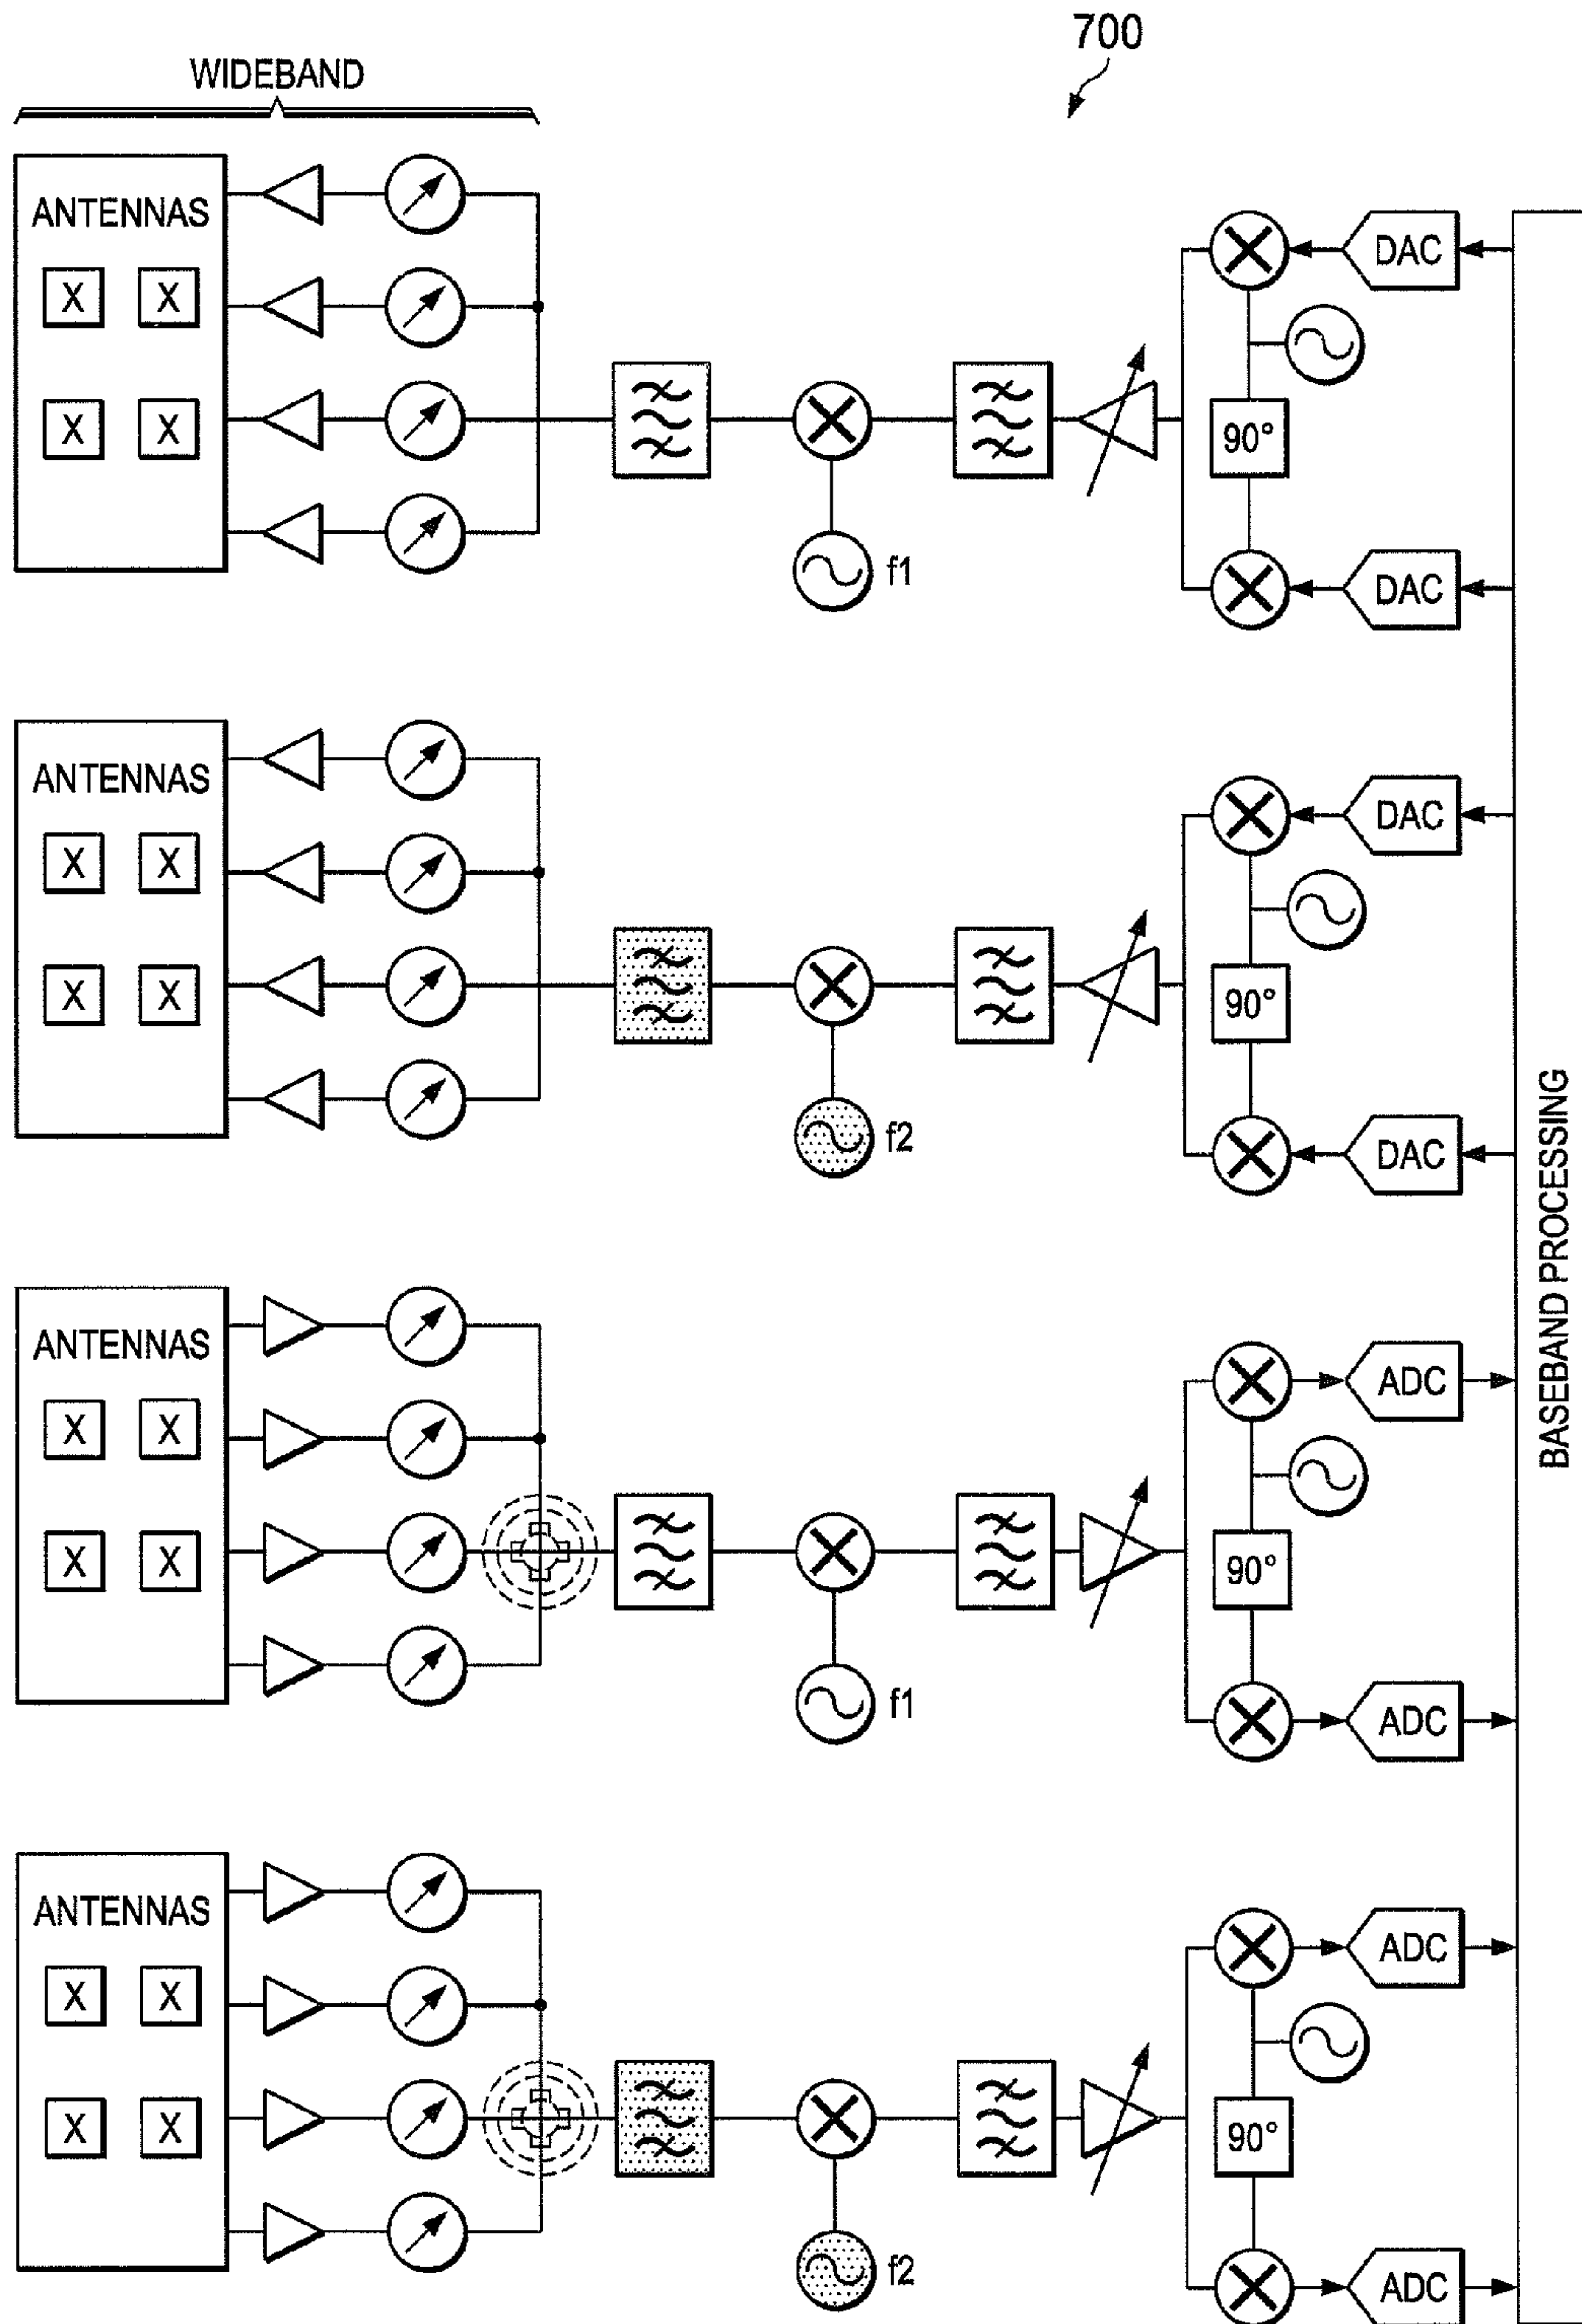 700
WIDEBAND
ANTENNAS
X X
X X
f1
90°
DAC
DAC
ANTENNAS
X X
X X
f2
90°
DAC
DAC
ANTENNAS
X X
X X
f1
90°
ADC
ADC
ANTENNAS
X X
X X
f2
90°
ADC
ADC
BASEBAND PROCESSING